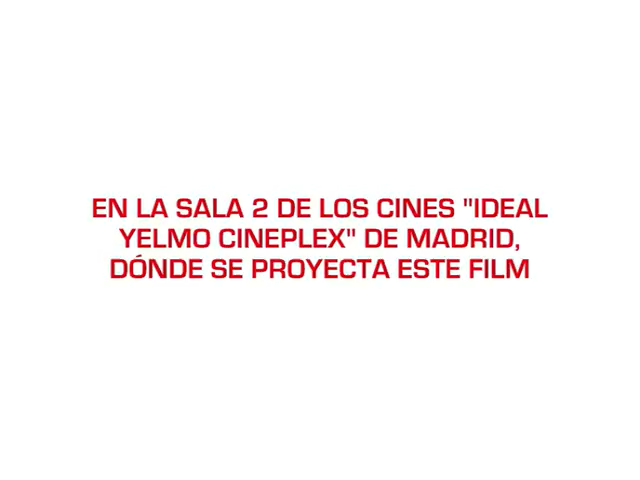 EN LA SALA 2 DE LOS CINES "IDEAL
YELMO CINEPLEX" DE MADRID,
DÓNDE SE PROYECTA ESTE FILM